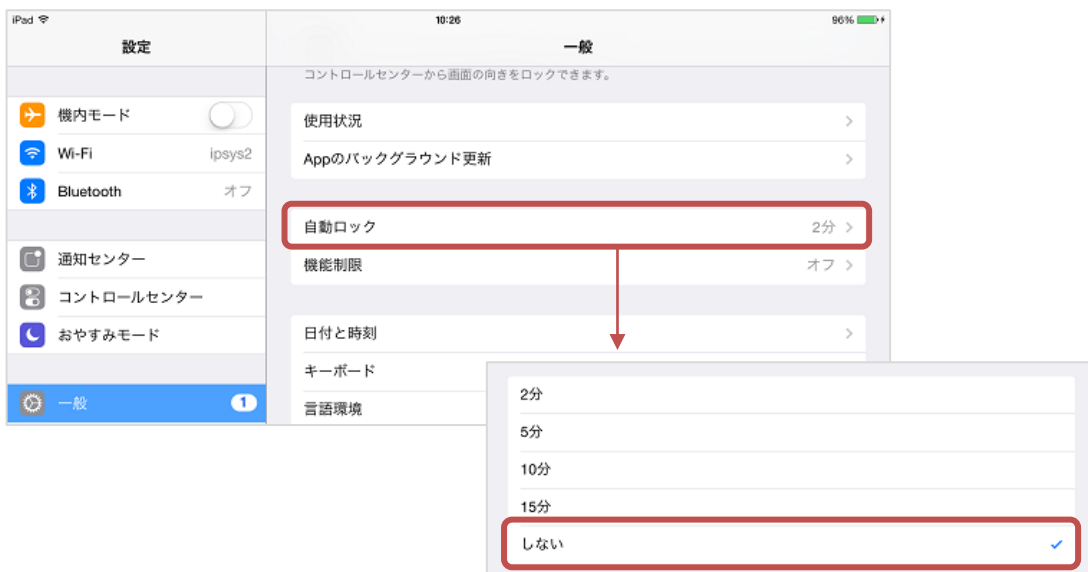 iPad 10:26 96%
設定
一般
コントロールセンターから画面の向きをロックできます。
機内モード
Wi-Fi ipsys2
Bluetooth オフ
通知センター
コントロールセンター
おやすみモード
一般 1
使用状況
Appのバックグラウンド更新
自動ロック 2分
機能制限 オフ
日付と時刻
キーボード
言語環境
2分
5分
10分
15分
しない